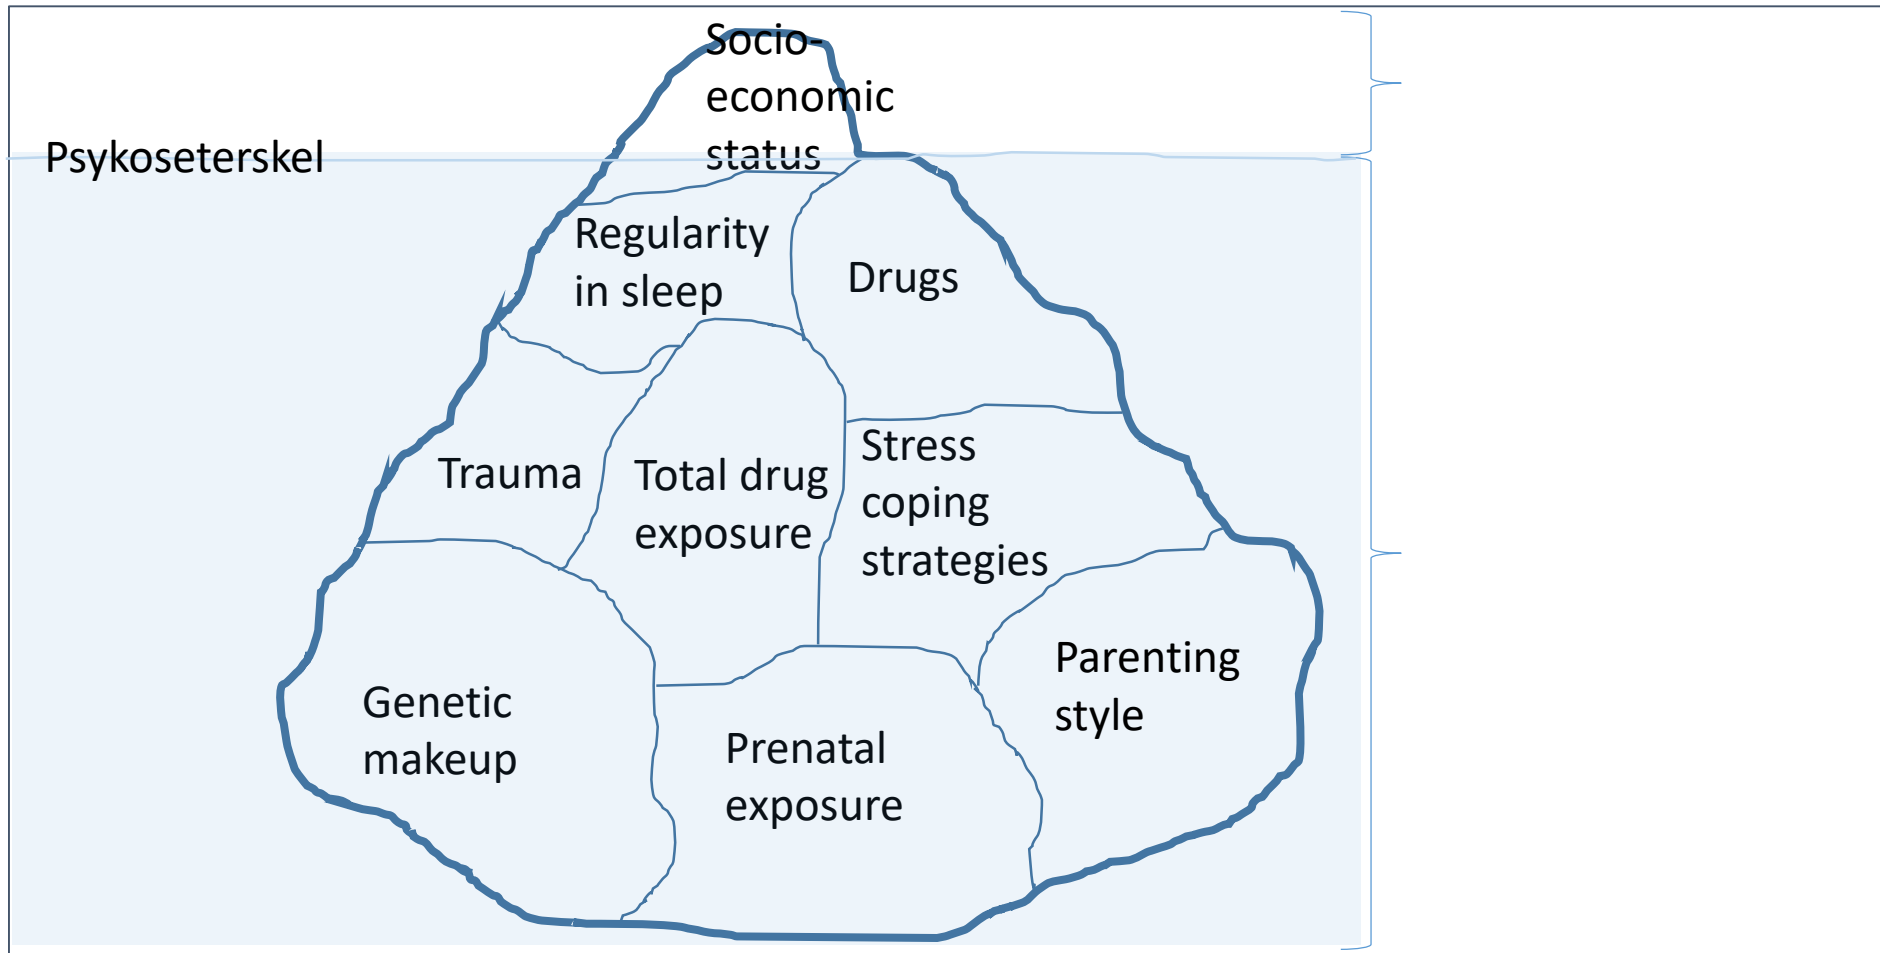 Socio-
economic
status
Psykoseterskel
Regularity
in sleep
Drugs
Trauma
Total drug
exposure
Stress
coping
strategies
Genetic
makeup
Prenatal
exposure
Parenting
style